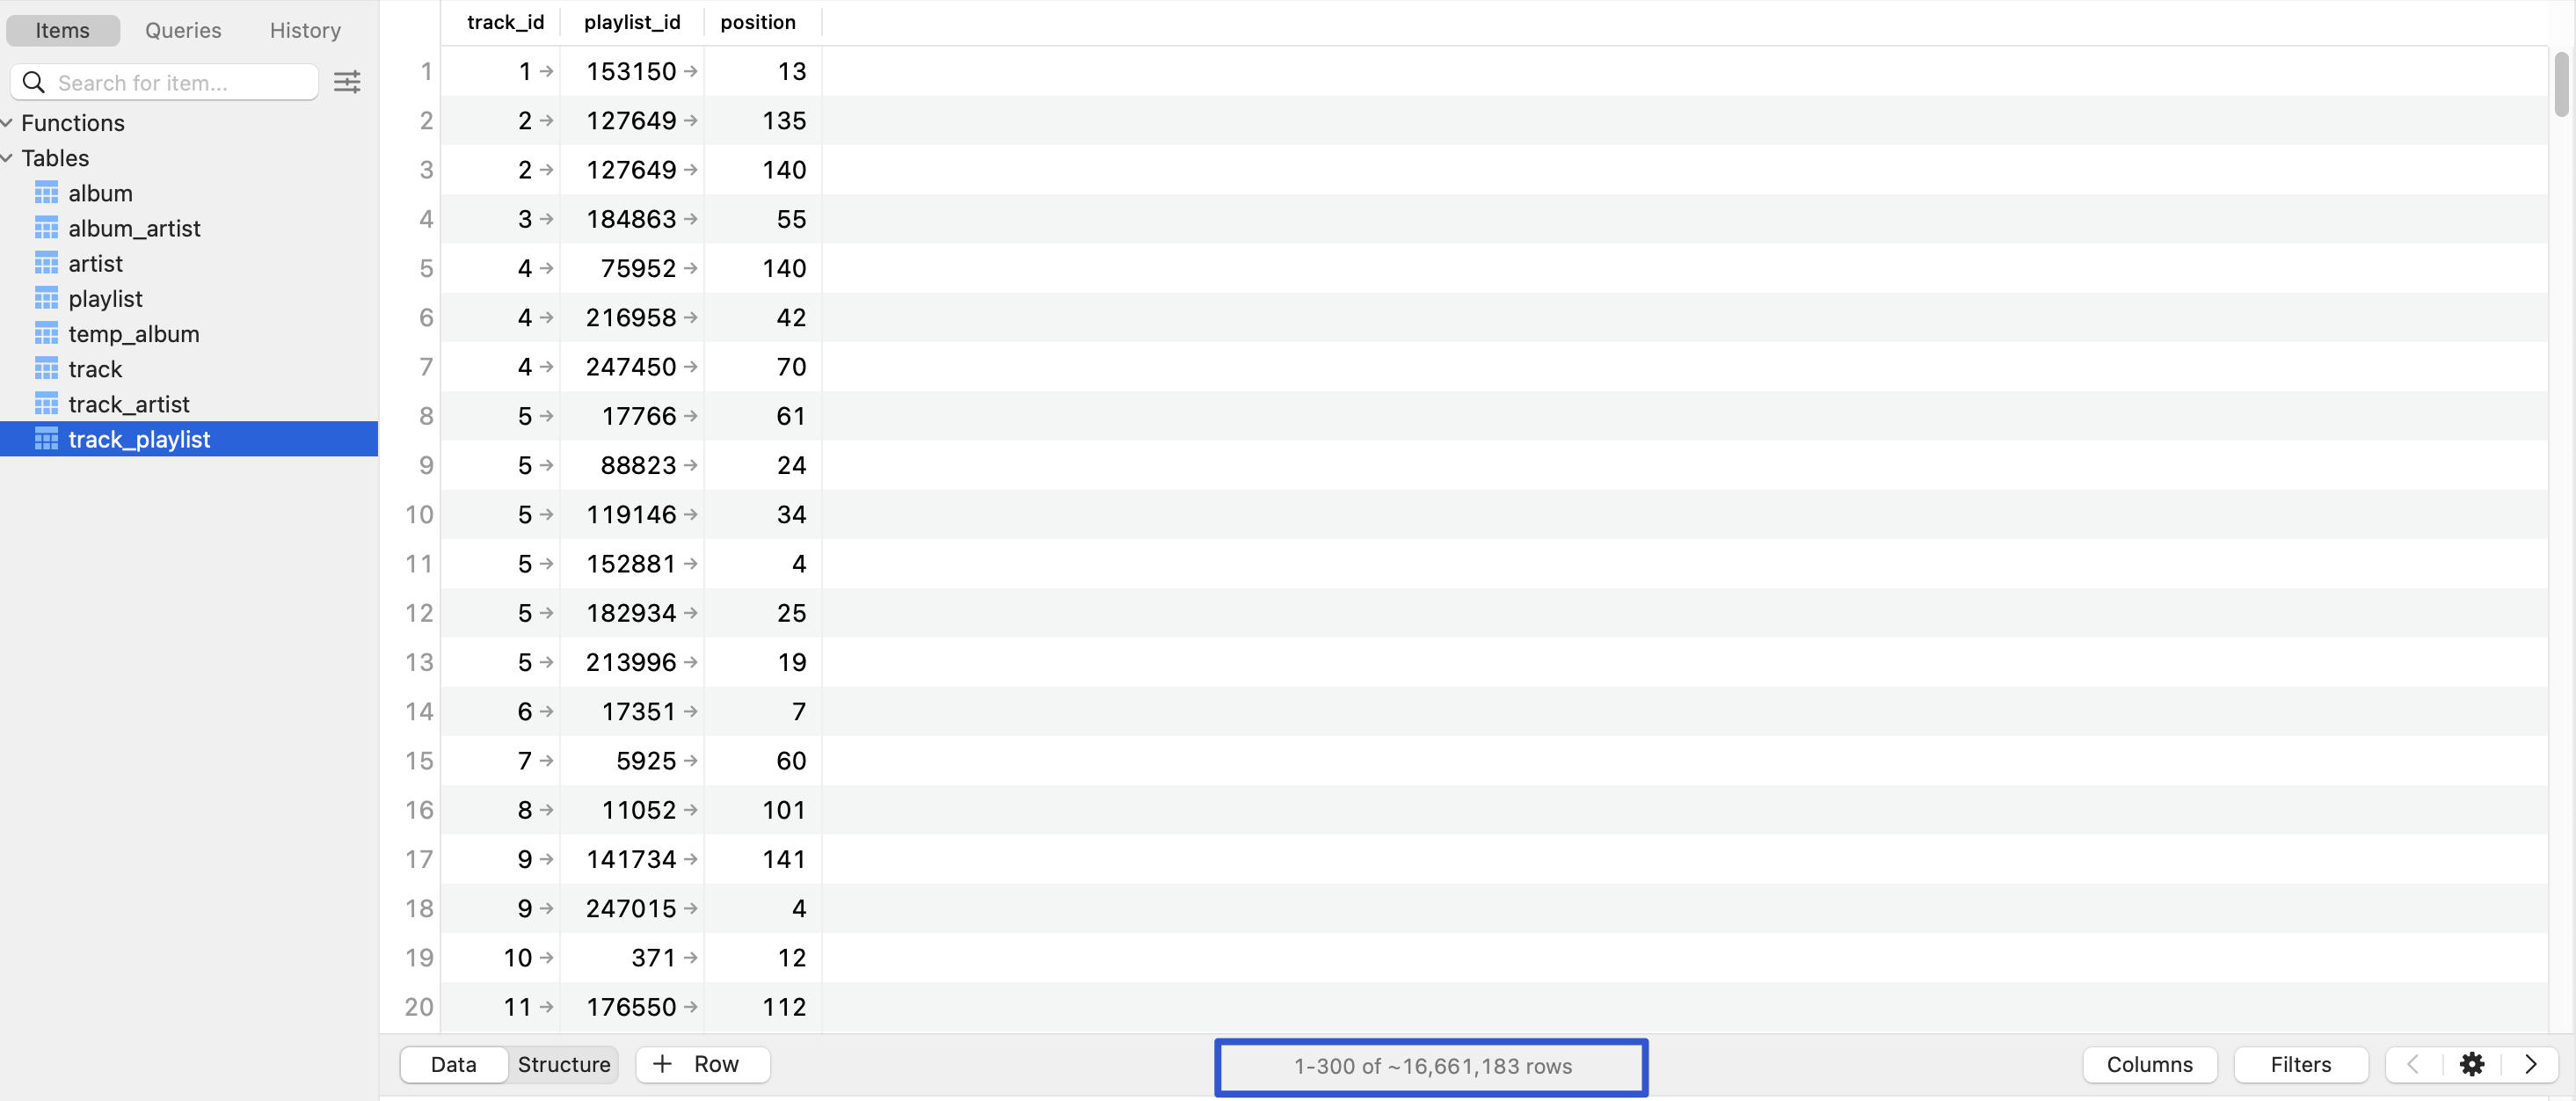 Items Queries History
Search for item...
Functions
Tables
album
album_artist
artist
playlist
temp_album
track
track_artist
track_playlist
track_id playlist_id position
1 1 → 153150 → 13
2 2 → 127649 → 135
3 2 → 127649 → 140
4 3 → 184863 → 55
5 4 → 75952 → 140
6 4 → 216958 → 42
7 4 → 247450 → 70
8 5 → 17766 → 61
9 5 → 88823 → 24
10 5 → 119146 → 34
11 5 → 152881 → 4
12 5 → 182934 → 25
13 5 → 213996 → 19
14 6 → 17351 → 7
15 7 → 5925 → 60
16 8 → 11052 → 101
17 9 → 141734 → 141
18 9 → 247015 → 4
19 10 → 371 → 12
20 11 → 176550 → 112
Data Structure + Row 1-300 of ~16,661,183 rows Columns Filters